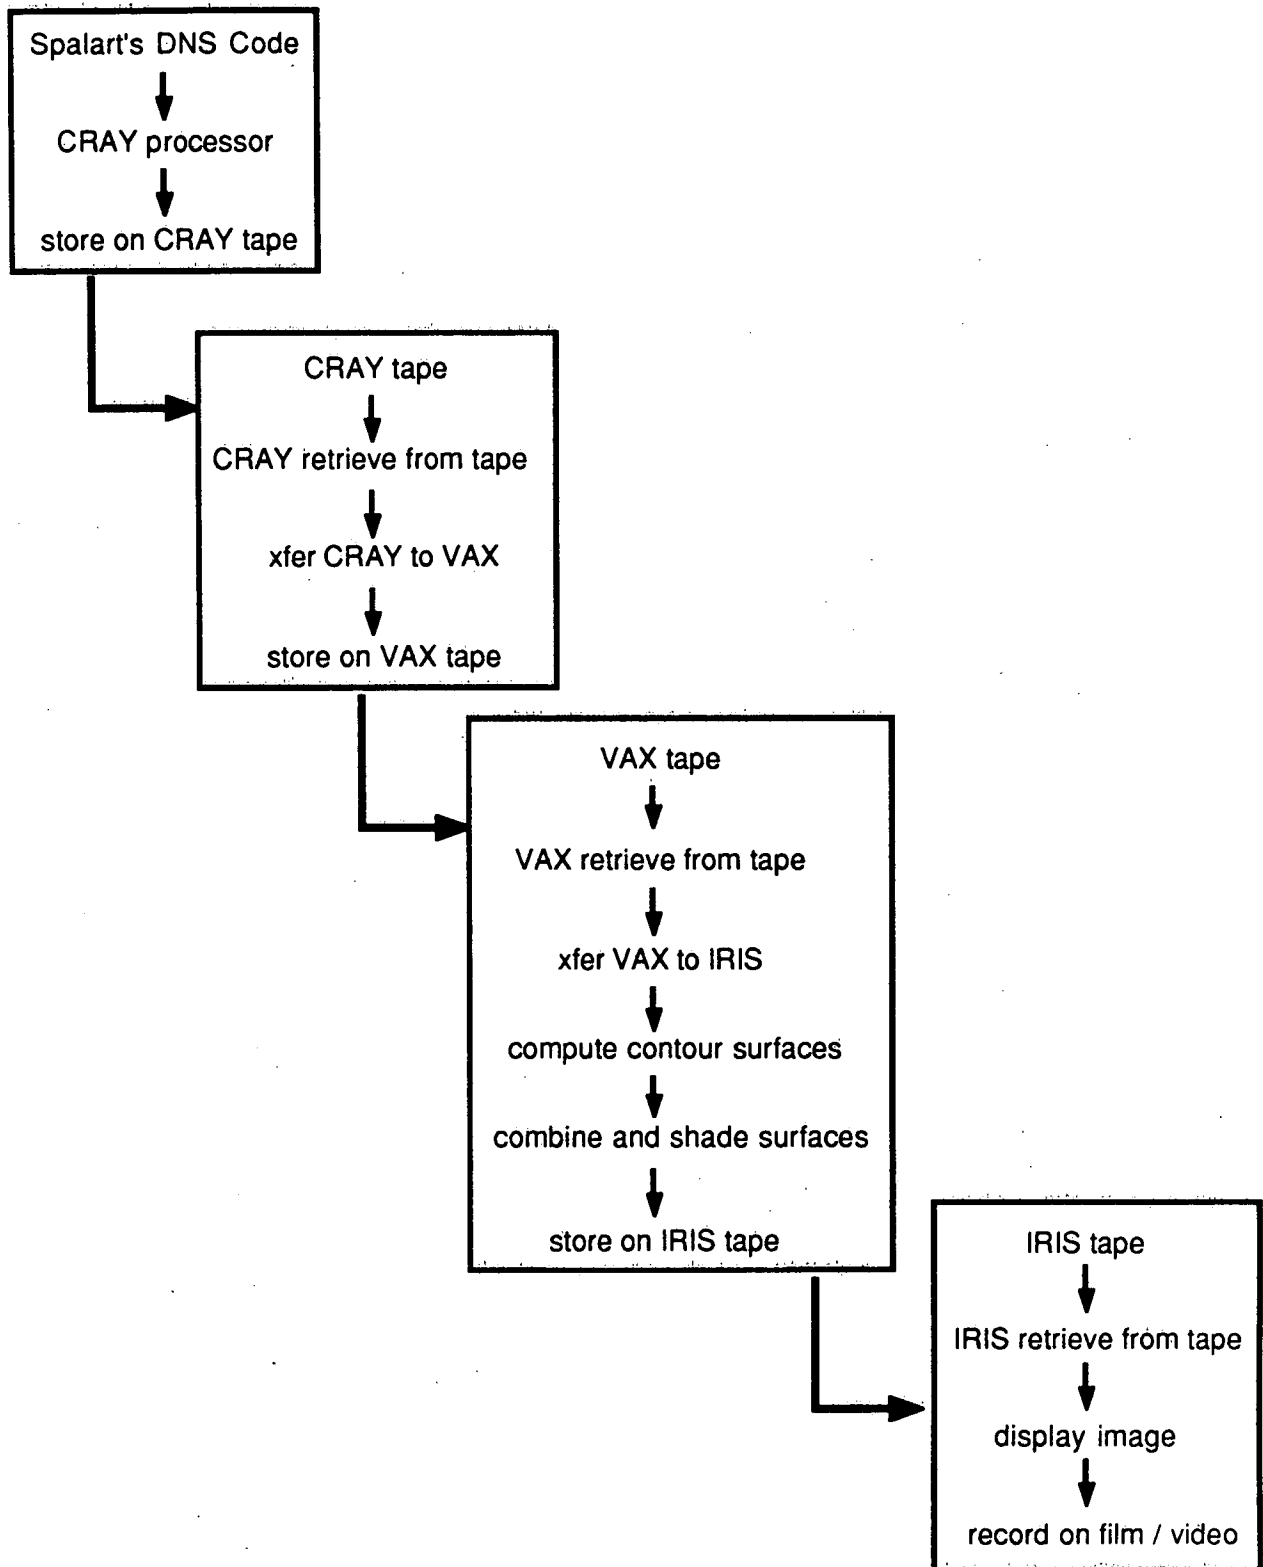 Spalart's DNS Code
CRAY processor
store on CRAY tape
CRAY tape
CRAY retrieve from tape
xfer CRAY to VAX
store on VAX tape
VAX tape
VAX retrieve from tape
xfer VAX to IRIS
compute contour surfaces
combine and shade surfaces
store on IRIS tape
IRIS tape
IRIS retrieve from tape
display image
record on film / video